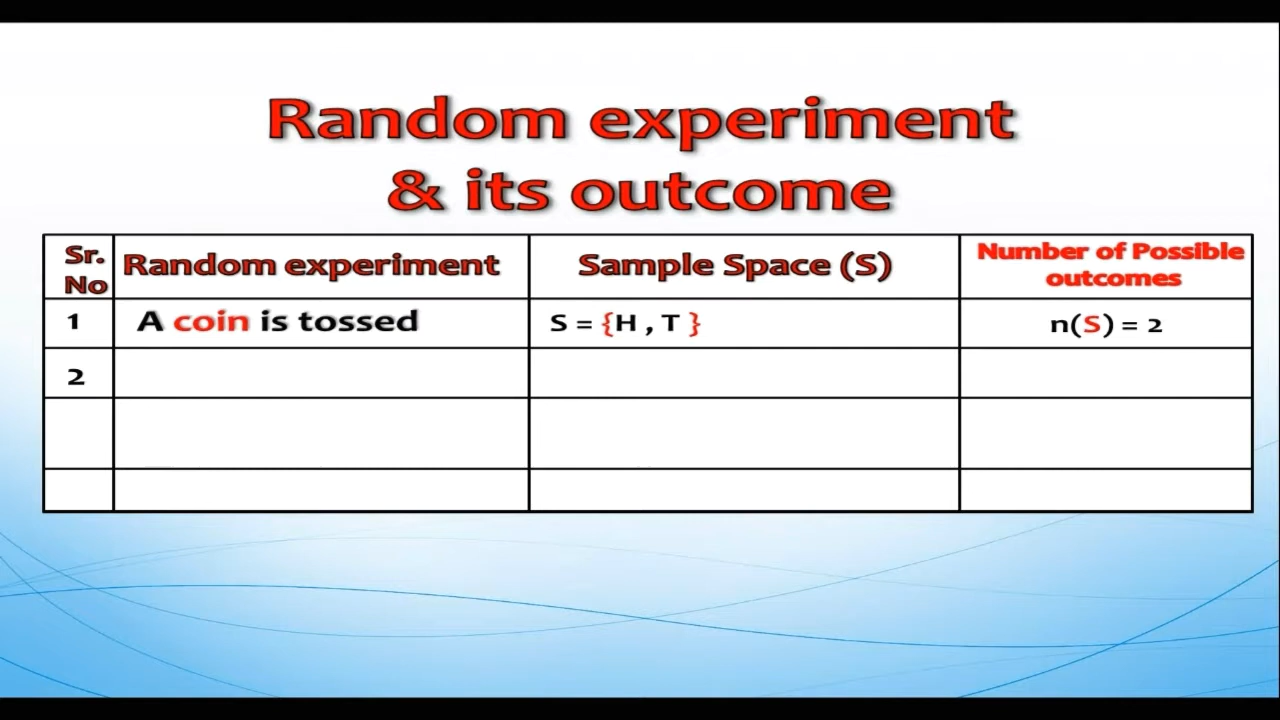 Random experiment
& its outcome
Sr. No
Random experiment
Sample Space (S)
Number of Possible
outcomes
1
A coin is tossed
S = {H , T }
n(S) = 2
2